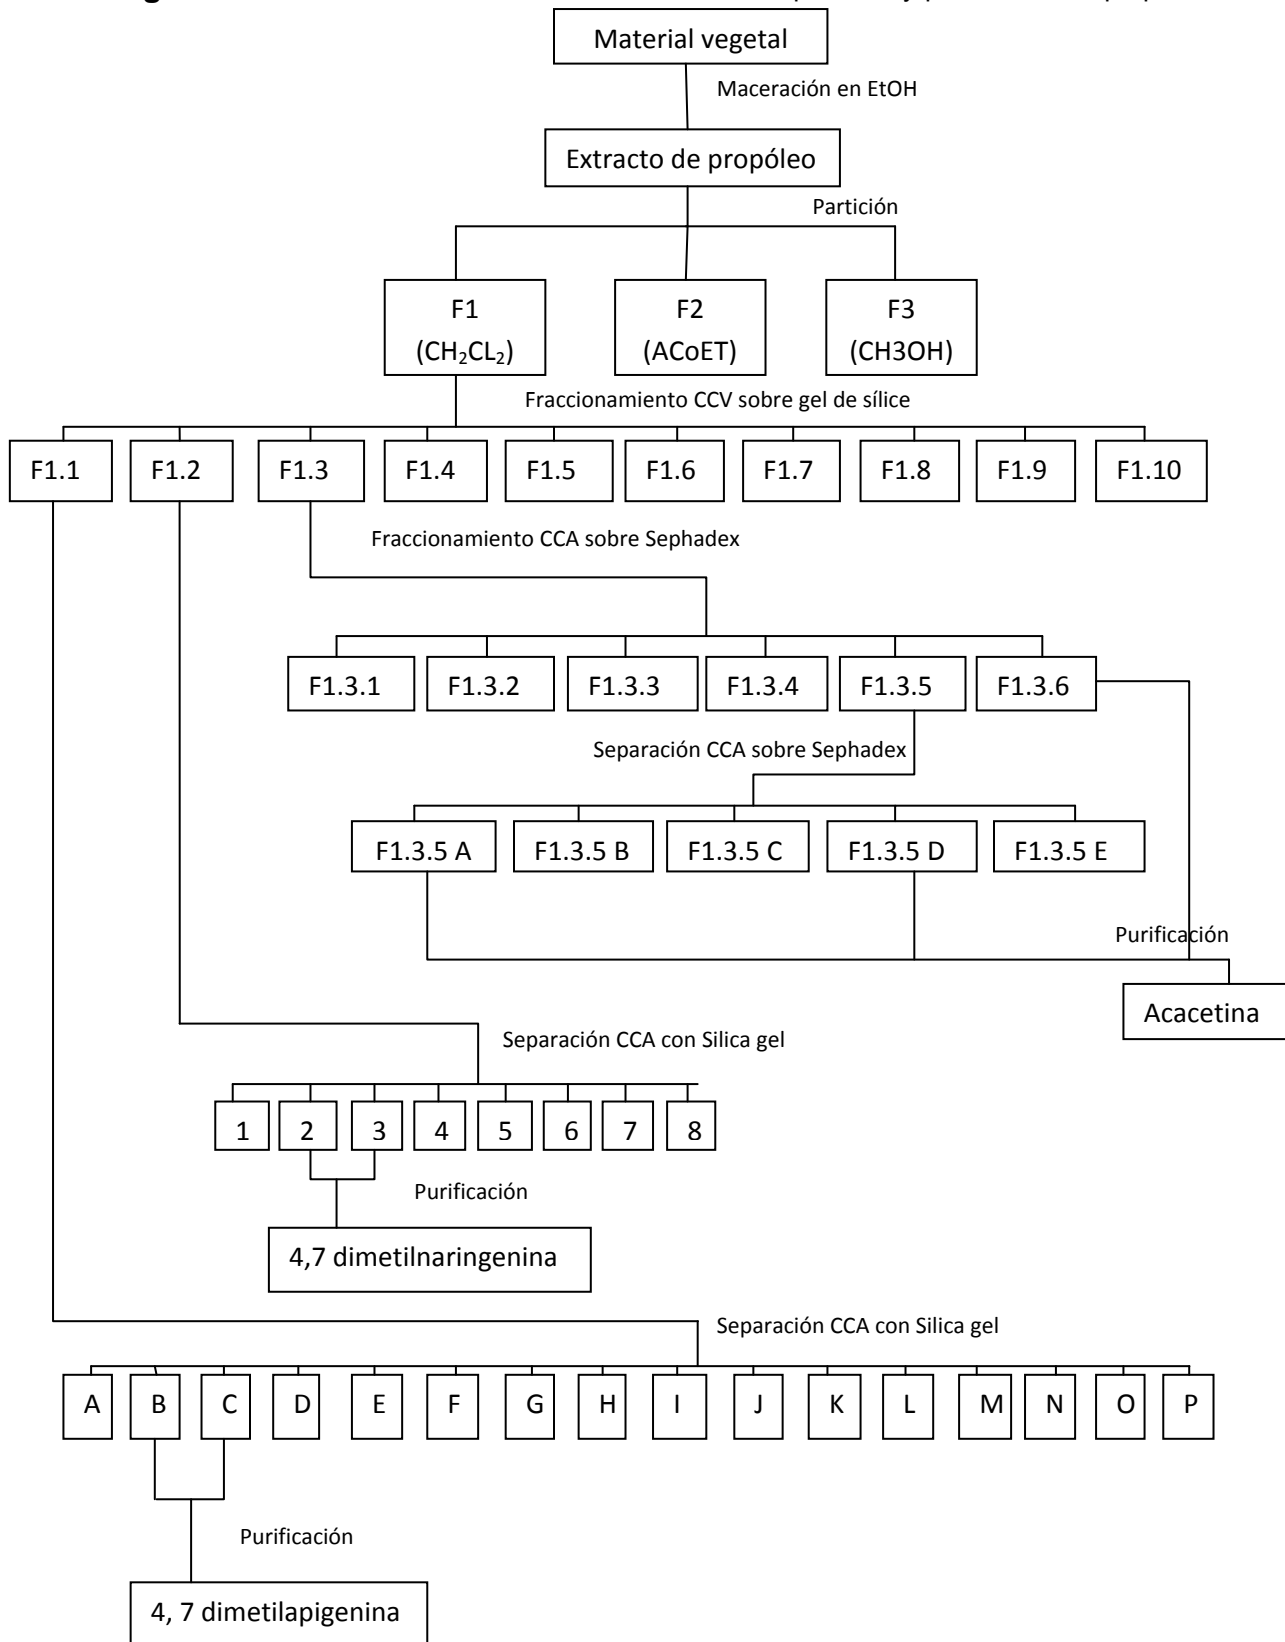 Material vegetal
Maceración en EtOH
Extracto de propóleo
Partición
F1
(CH₂CL₂)
F2
(ACoET)
F3
(CH3OH)
Fraccionamiento CCV sobre gel de sílice
F1.1 F1.2 F1.3 F1.4 F1.5 F1.6 F1.7 F1.8 F1.9 F1.10
Fraccionamiento CCA sobre Sephadex
F1.3.1 F1.3.2 F1.3.3 F1.3.4 F1.3.5 F1.3.6
Separación CCA sobre Sephadex
F1.3.5 A F1.3.5 B F1.3.5 C F1.3.5 D F1.3.5 E
Purificación
Acacetina
Separación CCA con Silica gel
1 2 3 4 5 6 7 8
Purificación
4,7 dimetilnaringenina
Separación CCA con Silica gel
A B C D E F G H I J K L M N O P
Purificación
4, 7 dimetilapigenina